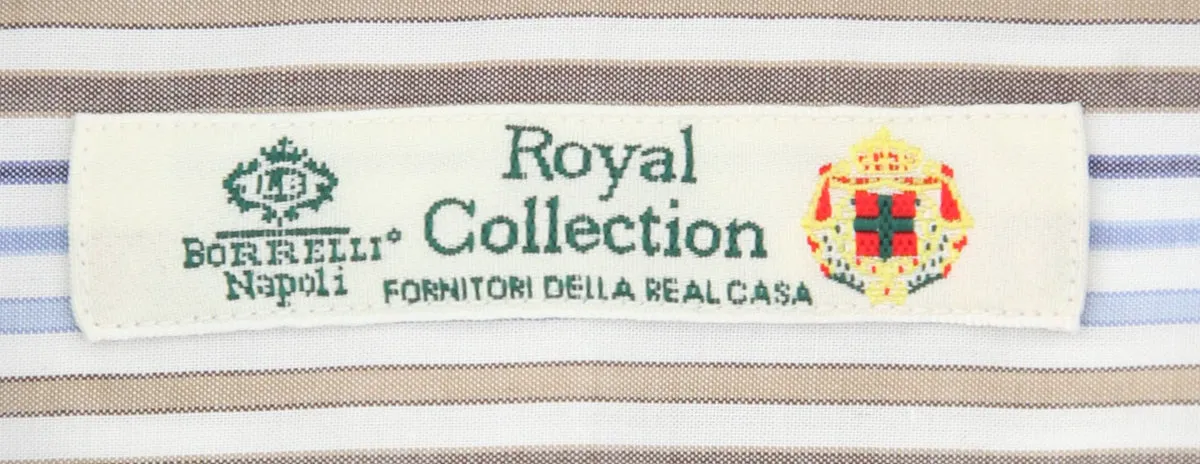 LB
BORRELLI
Napoli
Royal
Collection
FORNITORI DELLA REAL CASA